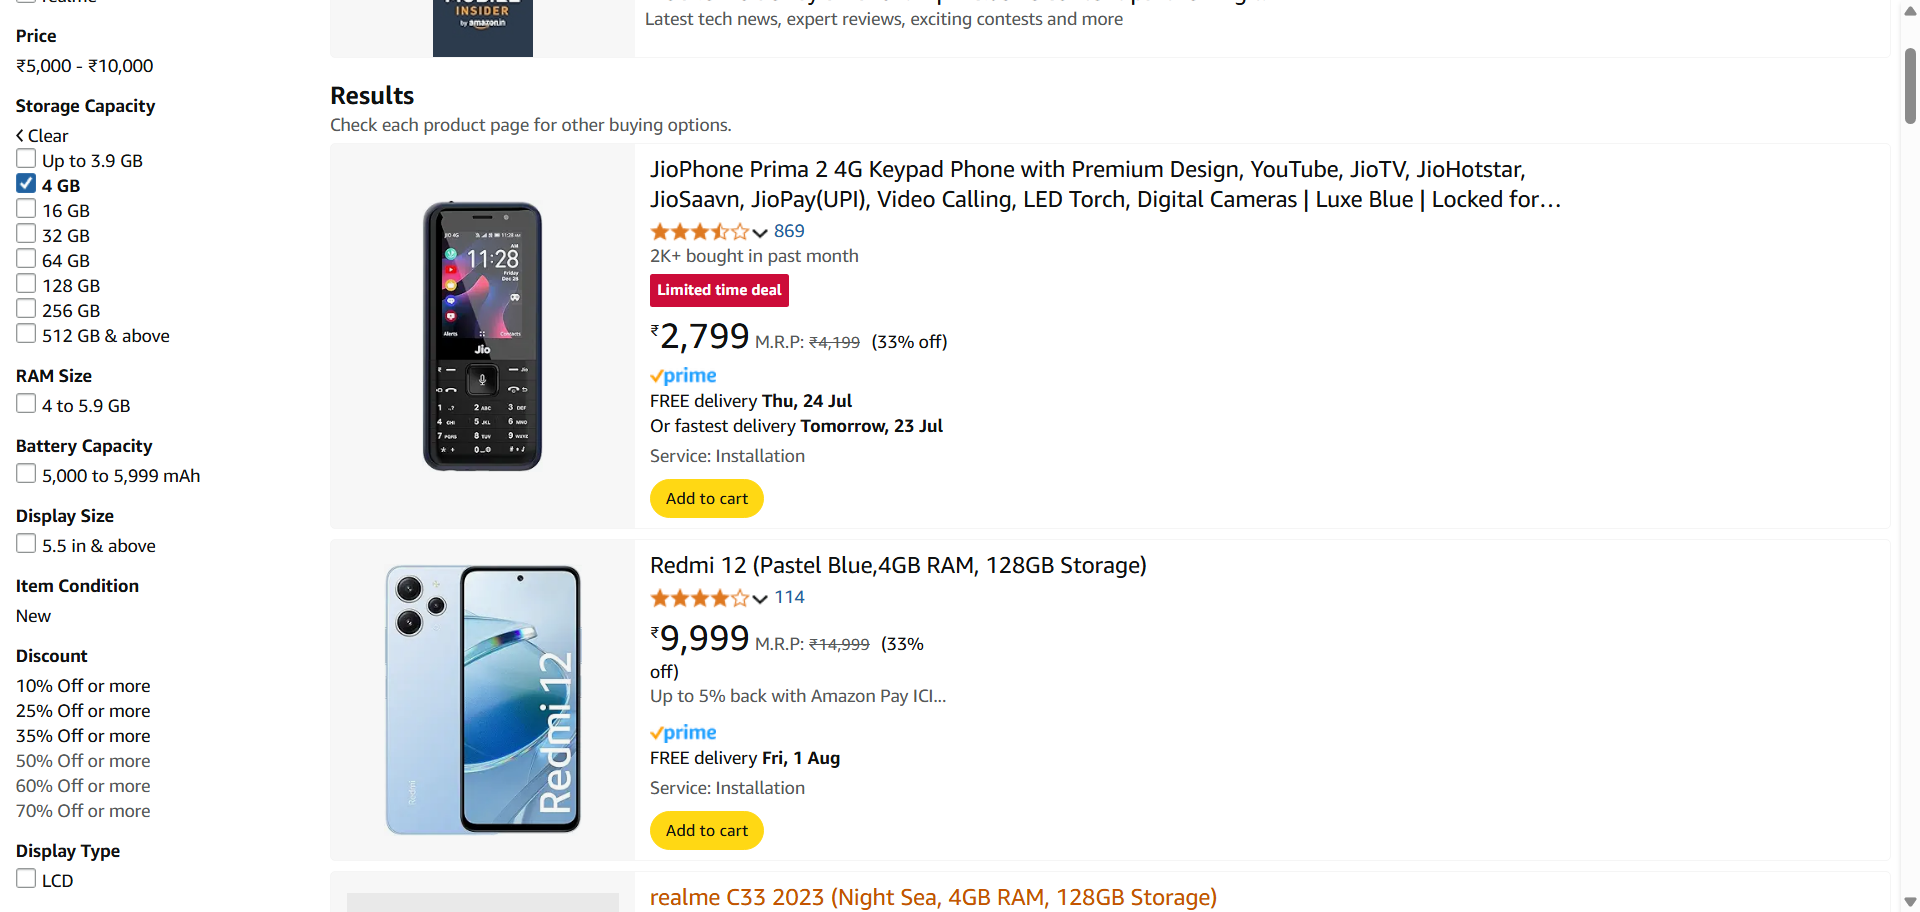 Price
₹5,000 - ₹10,000
Storage Capacity
Clear
Up to 3.9 GB
4 GB
16 GB
32 GB
64 GB
128 GB
256 GB
512 GB & above
RAM Size
4 to 5.9 GB
Battery Capacity
5,000 to 5,999 mAh
Display Size
5.5 in & above
Item Condition
New
Discount
10% Off or more
25% Off or more
35% Off or more
50% Off or more
60% Off or more
70% Off or more
Display Type
LCD
INSIDER
by amazon.in
Latest tech news, expert reviews, exciting contests and more
Results
Check each product page for other buying options.
11:28
Jio
JioPhone Prima 2 4G Keypad Phone with Premium Design, YouTube, JioTV, JioHotstar,
JioSaavn, JioPay(UPI), Video Calling, LED Torch, Digital Cameras | Luxe Blue | Locked for…
869
2K+ bought in past month
Limited time deal
₹2,799 M.R.P: ₹4,199 (33% off)
prime
FREE delivery Thu, 24 Jul
Or fastest delivery Tomorrow, 23 Jul
Service: Installation
Add to cart
Redmi
Redmi 12
Redmi 12 (Pastel Blue,4GB RAM, 128GB Storage)
114
₹9,999 M.R.P: ₹14,999 (33%
off)
Up to 5% back with Amazon Pay ICI…
prime
FREE delivery Fri, 1 Aug
Service: Installation
Add to cart
realme C33 2023 (Night Sea, 4GB RAM, 128GB Storage)